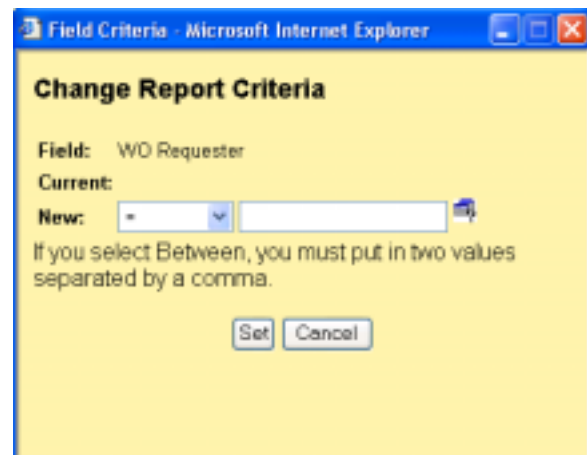 Field Criteria - Microsoft Internet Explorer
Change Report Criteria
Field: WO Requester
Current:
New: =
If you select Between, you must put in two values
separated by a comma.
Set Cancel